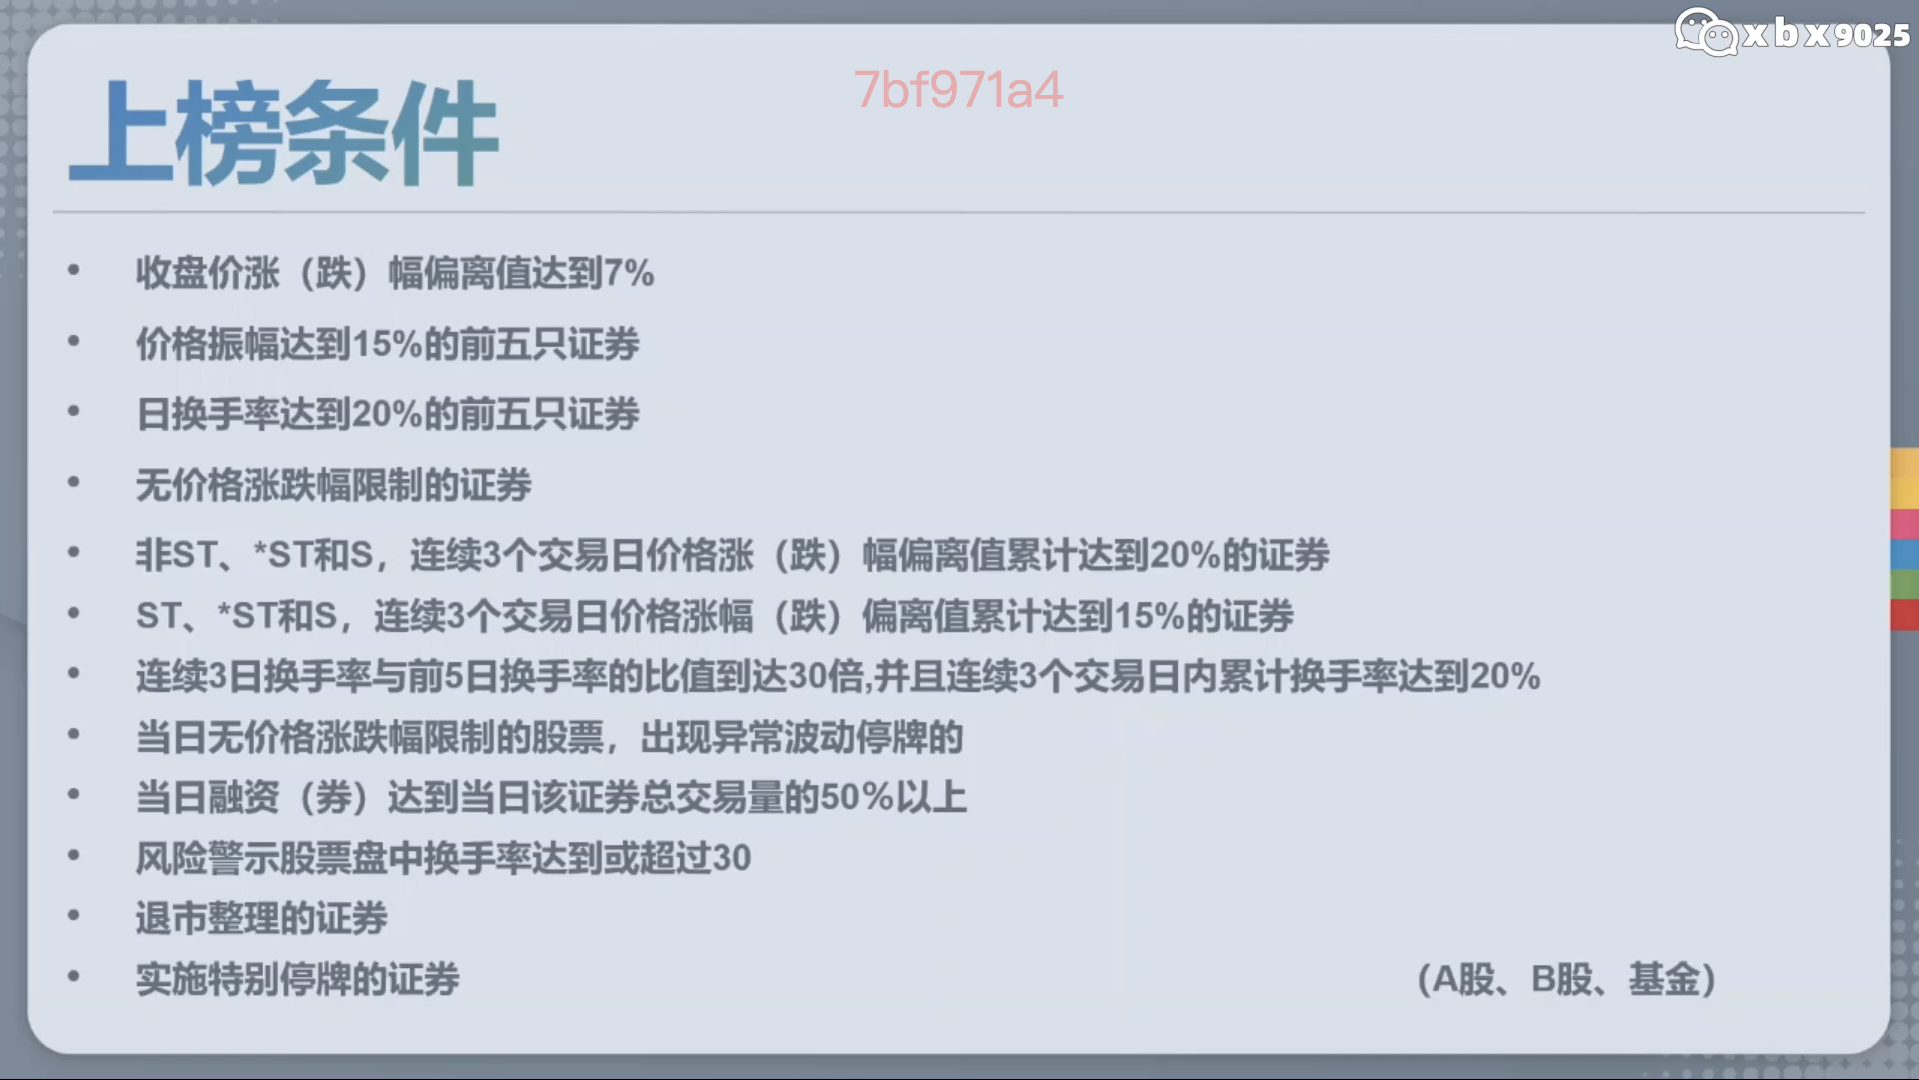 xbx9025
7bf971a4
上榜条件
• 收盘价涨（跌）幅偏离值达到7%
• 价格振幅达到15%的前五只证券
• 日换手率达到20%的前五只证券
• 无价格涨跌幅限制的证券
• 非ST、*ST和S，连续3个交易日价格涨（跌）幅偏离值累计达到20%的证券
• ST、*ST和S，连续3个交易日价格涨幅（跌）偏离值累计达到15%的证券
• 连续3日换手率与前5日换手率的比值到达30倍,并且连续3个交易日内累计换手率达到20%
• 当日无价格涨跌幅限制的股票，出现异常波动停牌的
• 当日融资（券）达到当日该证券总交易量的50%以上
• 风险警示股票盘中换手率达到或超过30
• 退市整理的证券
• 实施特别停牌的证券
(A股、B股、基金)